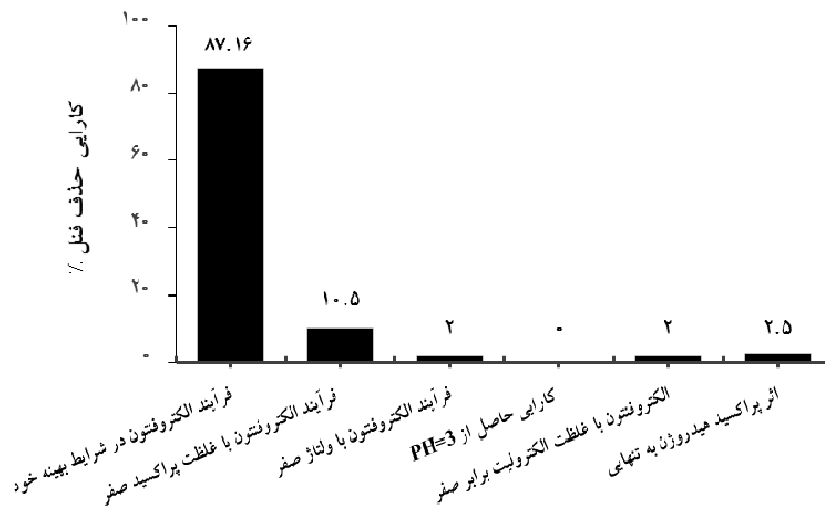 کارایی حذف فنل ٪
۱۰۰
۸۰
۶۰
۴۰
۲۰
۰
۸۷.۱۶
۱۰.۵
۲
۰
۲
۲.۵
فرآیند الکتروفنتون در شرایط بهینه خود
فرآیند الکتروفنتون با غلظت پراکسید صفر
فرآیند الکتروفنتون با ولتاژ صفر
کارایی حاصل از PH=3
الکتروفنتون با غلظت الکترولیت برابر صفر
اثر پراکسید هیدروژن به تنهایی